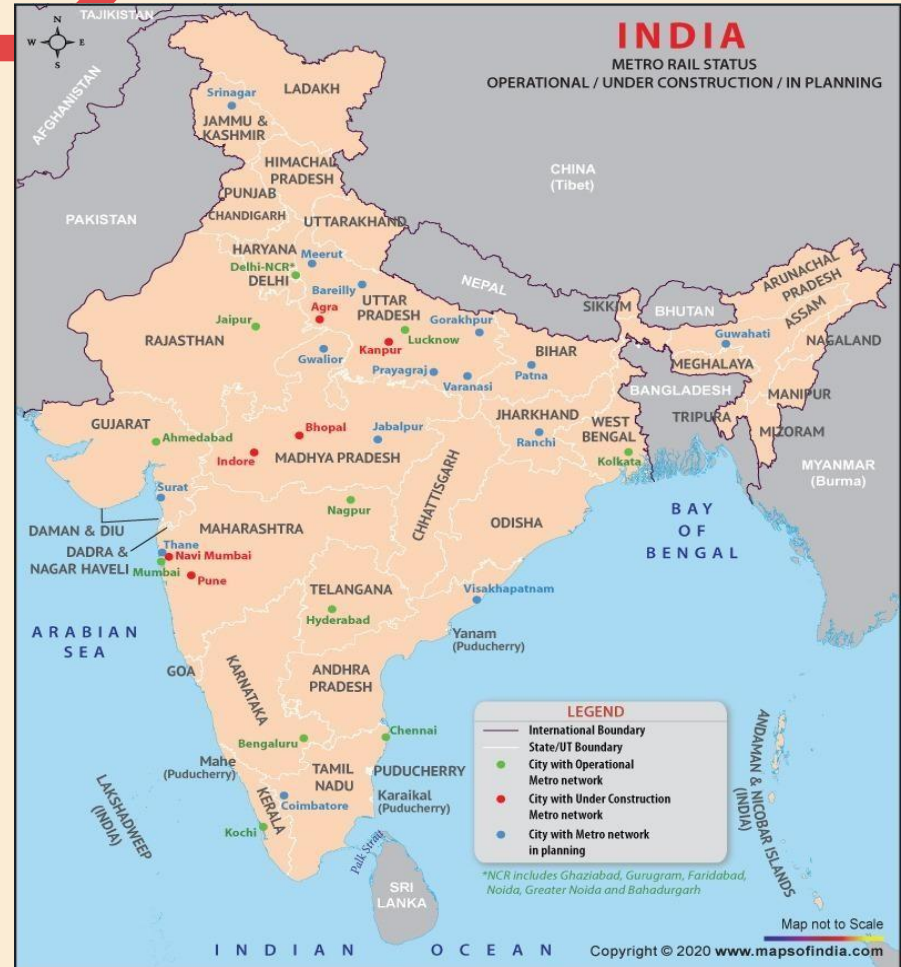 TAJIKISTAN
N
W E
S
INDIA
METRO RAIL STATUS
OPERATIONAL / UNDER CONSTRUCTION / IN PLANNING
AFGHANISTAN
LADAKH
Srinagar
JAMMU &
KASHMIR
CHINA
(Tibet)
HIMACHAL
PRADESH
PUNJAB
CHANDIGARH
UTTARAKHAND
PAKISTAN
HARYANA
Meerut
Delhi-NCR*
DELHI
Bareilly
NEPAL
SIKKIM
BHUTAN
ARUNACHAL
PRADESH
ASSAM
NAGALAND
Jaipur
RAJASTHAN
Agra
UTTAR
PRADESH
Gorakhpur
Lucknow
Kanpur
Gwalior
Prayagraj
Varanasi
BIHAR
Patna
Guwahati
MEGHALAYA
BANGLADESH
MANIPUR
TRIPURA
MIZORAM
MYANMAR
(Burma)
GUJARAT
Ahmedabad
Bhopal
Indore
Jabalpur
MADHYA PRADESH
JHARKHAND
Ranchi
WEST
BENGAL
Kolkata
CHHATTISGARH
Surat
Nagpur
ODISHA
BAY
OF
BENGAL
DAMAN & DIU
DADRA &
NAGAR HAVELI
MAHARASHTRA
Thane
Navi Mumbai
Mumbai
Pune
TELANGANA
Hyderabad
Visakhapatnam
Yanam
(Puducherry)
ARABIAN
SEA
GOA
KARNATAKA
ANDHRA
PRADESH
Bengaluru
Chennai
Mahe
(Puducherry)
TAMIL
NADU
PUDUCHERRY
Karaikal
(Puducherry)
KERALA
Coimbatore
Kochi
LAKSHADWEEP
(INDIA)
Palk Strait
SRI
LANKA
ANDAMAN & NICOBAR ISLANDS
(INDIA)
LEGEND
International Boundary
State/UT Boundary
City with Operational
Metro network
City with Under Construction
Metro network
City with Metro network
in planning
*NCR includes Ghaziabad, Gurugram, Faridabad,
Noida, Greater Noida and Bahadurgarh
Map not to Scale
INDIAN OCEAN
Copyright © 2020 www.mapsofindia.com